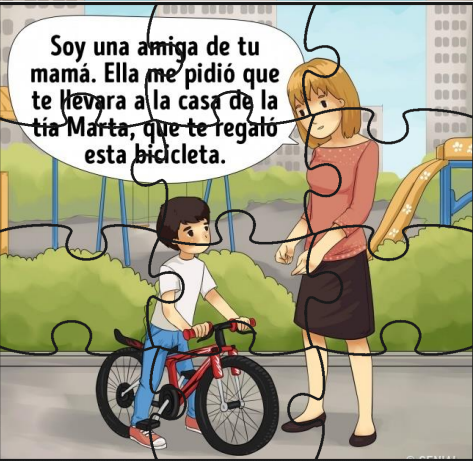 Soy una amiga de tu
mamá. Ella me pidió que
te llevara a la casa de la
tía Marta, que te regaló
esta bicicleta.